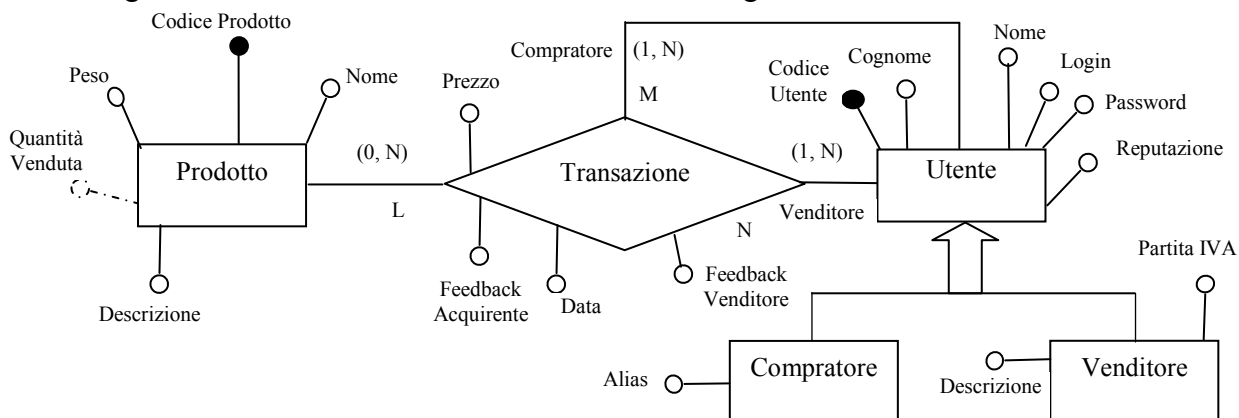 Codice Prodotto
Peso
Nome
Quantità
Venduta
Prodotto
Descrizione
(0, N)
L
Prezzo
Compratore
(1, N)
M
Transazione
Feedback
Acquirente
Data
Feedback
Venditore
N
(1, N)
Venditore
Codice
Utente
Cognome
Nome
Login
Password
Reputazione
Utente
Partita IVA
Alias
Compratore
Descrizione
Venditore